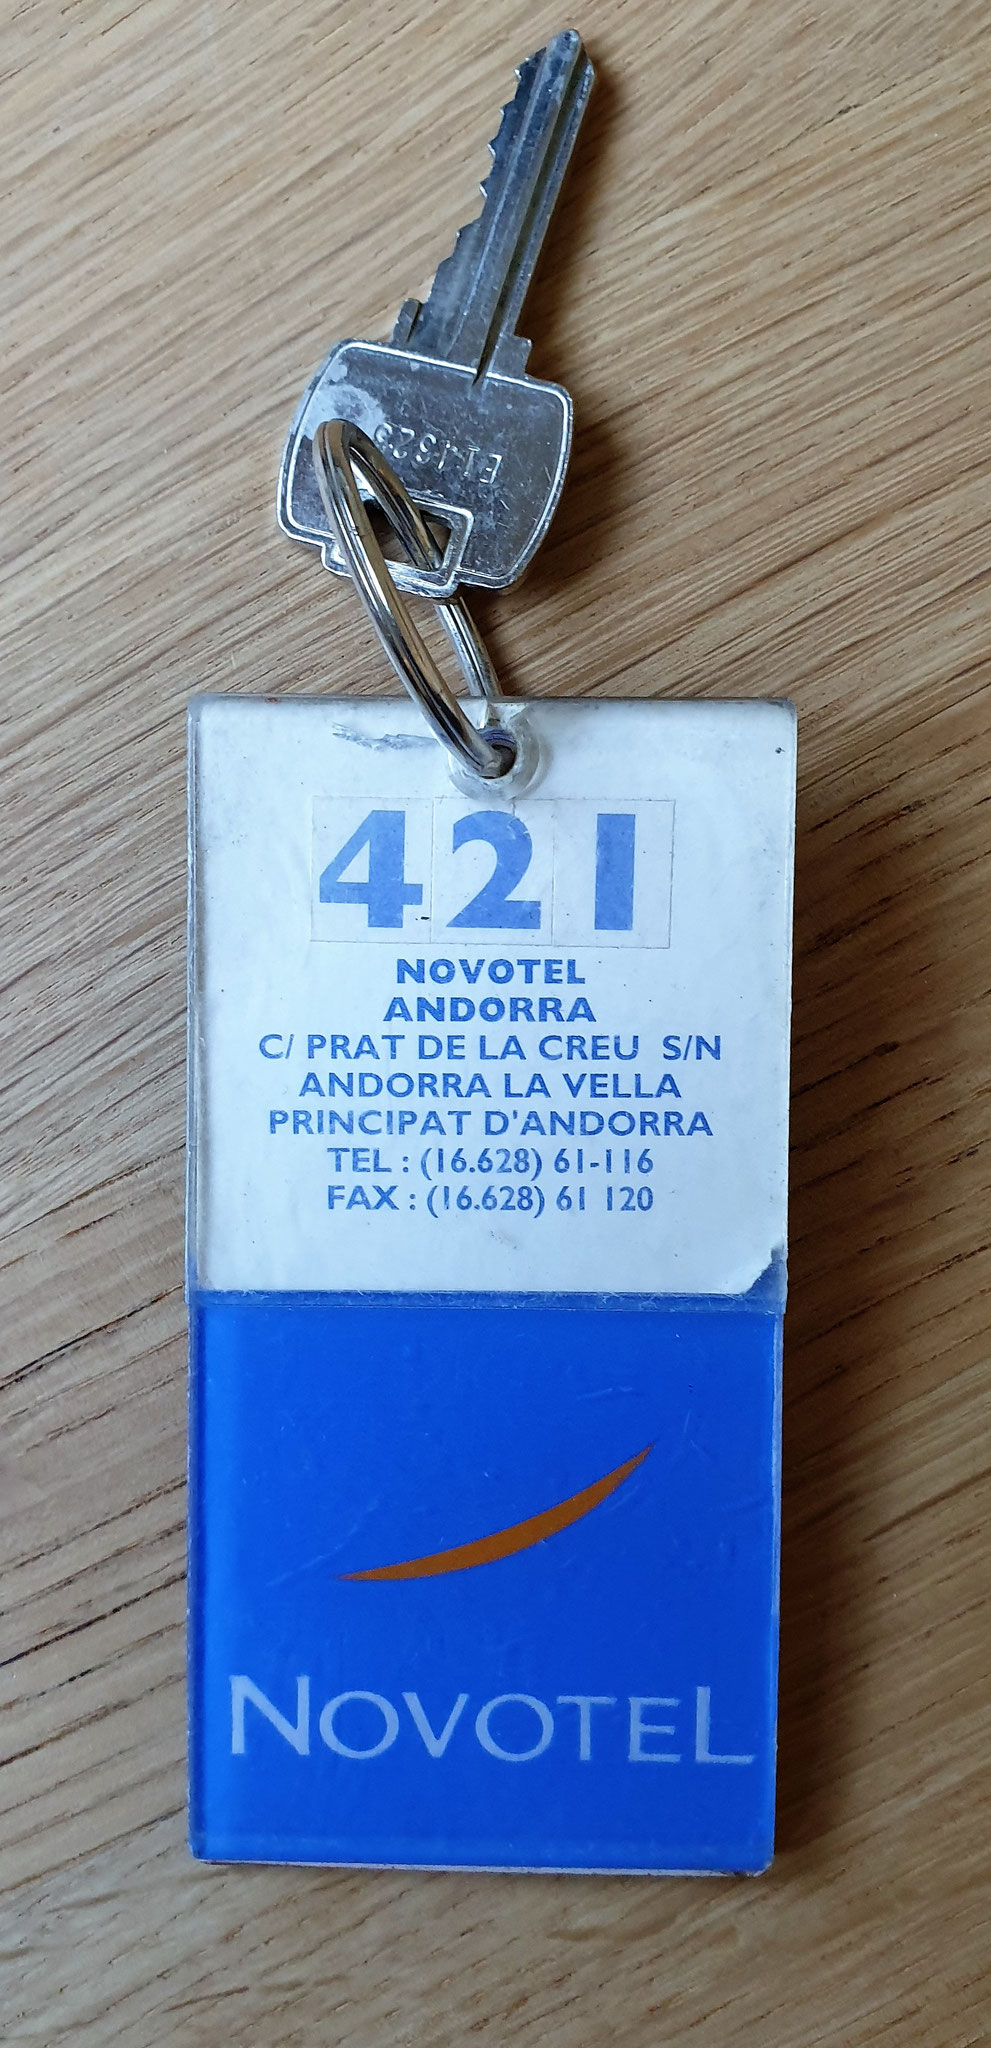 421
NOVOTEL
ANDORRA
C/ PRAT DE LA CREU S/N
ANDORRA LA VELLA
PRINCIPAT D'ANDORRA
TEL : (16.628) 61-116
FAX : (16.628) 61 120
NOVOTEL